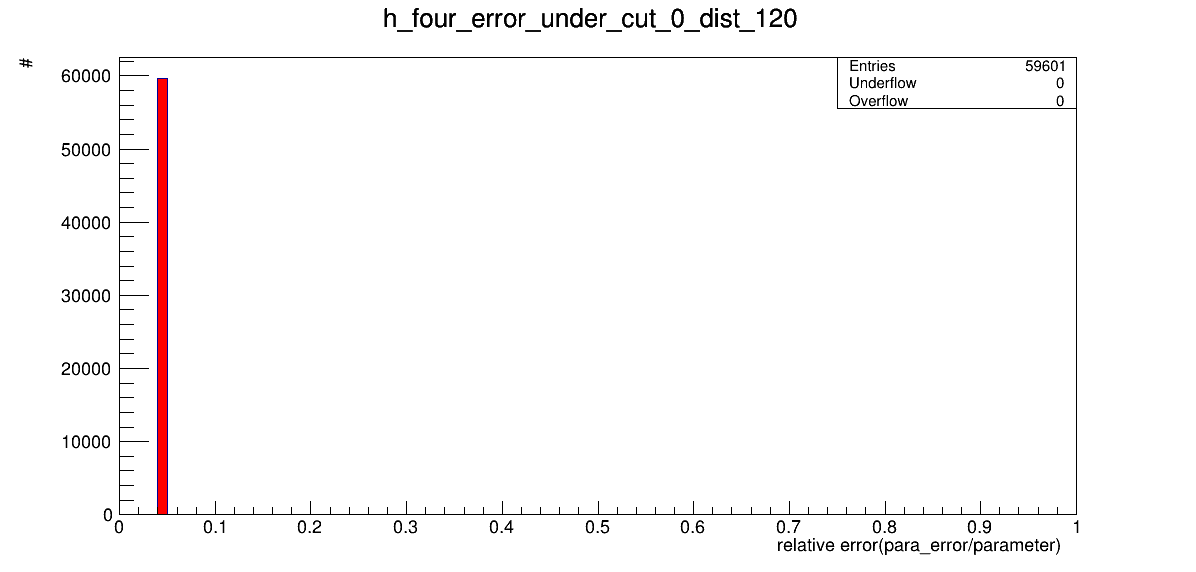 h_four_error_under_cut_0_dist_120
#
Entries 59601
Underflow 0
Overflow 0
60000
50000
40000
30000
20000
10000
0
0 0.1 0.2 0.3 0.4 0.5 0.6 0.7 0.8 0.9 1
relative error(para_error/parameter)